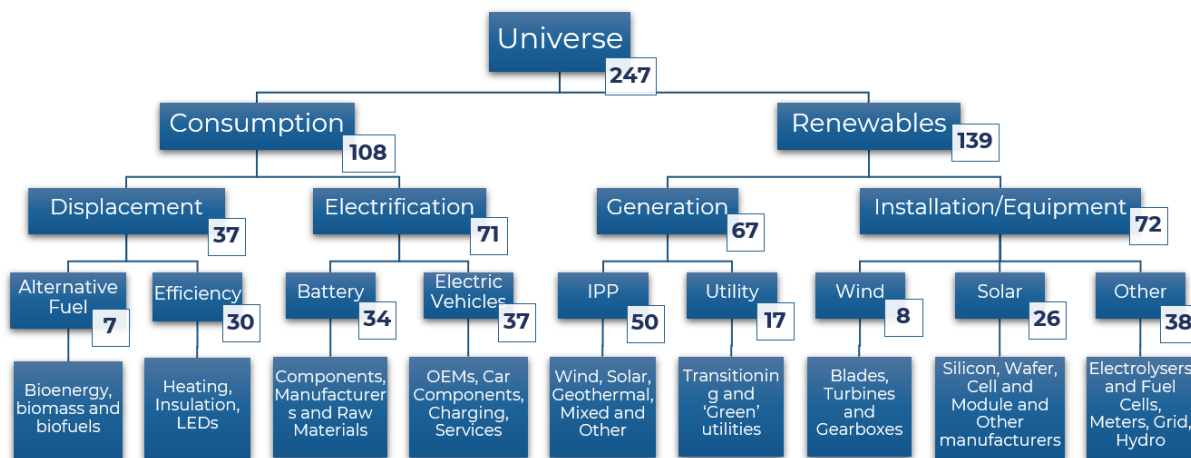 Universe
247
Consumption
108
Renewables
139
Displacement
37
Electrification
71
Generation
67
Installation/Equipment
72
Alternative
Fuel
7
Efficiency
30
Battery
34
Electric
Vehicles
37
IPP
50
Utility
17
Wind
8
Solar
26
Other
38
Bioenergy,
biomass and
biofuels
Heating,
Insulation,
LEDs
Components,
Manufacturer
s and Raw
Materials
OEMs, Car
Components,
Charging,
Services
Wind, Solar,
Geothermal,
Mixed and
Other
Transitionin
g and
‘Green’
utilities
Blades,
Turbines
and
Gearboxes
Silicon, Wafer,
Cell and
Module and
Other
manufacturers
Electrolysers
and Fuel
Cells,
Meters, Grid,
Hydro